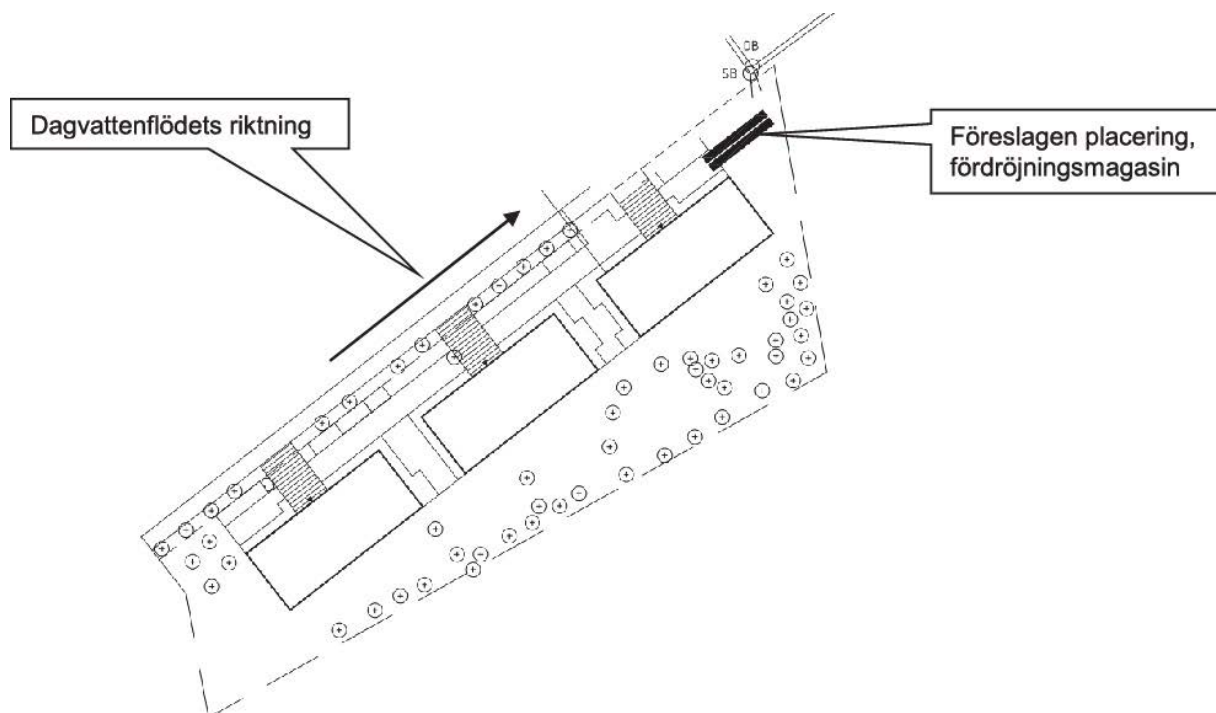 DB
SB
Dagvattenflödets riktning
Föreslagen placering,
fördröjningsmagasin